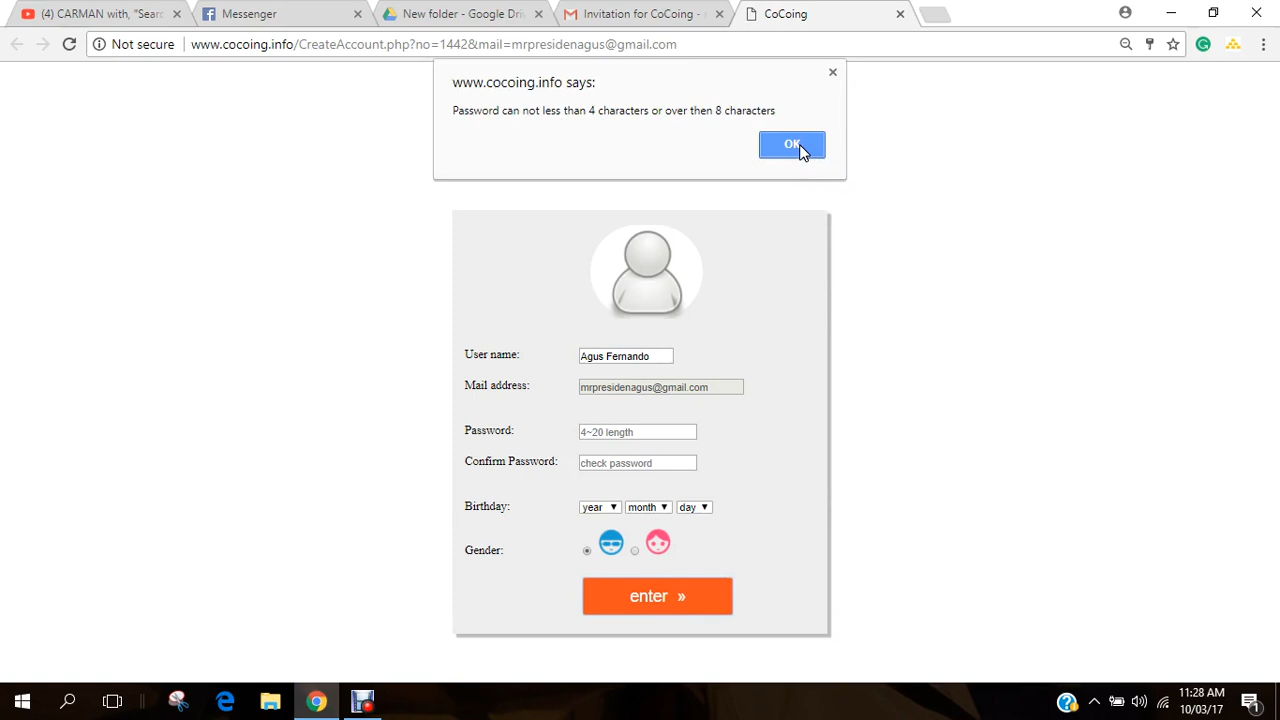 (4) CARMAN with, "Searc
Messenger
New folder - Google Driv
Invitation for CoCoing -
CoCoing
Not secure
www.cocoing.info/CreateAccount.php?no=1442&mail=mrpresidenagus@gmail.com
www.cocoing.info says:
Password can not less than 4 characters or over then 8 characters
OK
User name:
Agus Fernando
Mail address:
mrpresidenagus@gmail.com
Password:
4~20 length
Confirm Password:
check password
Birthday:
year
month
day
Gender:
enter »
11:28 AM
10/03/17
1